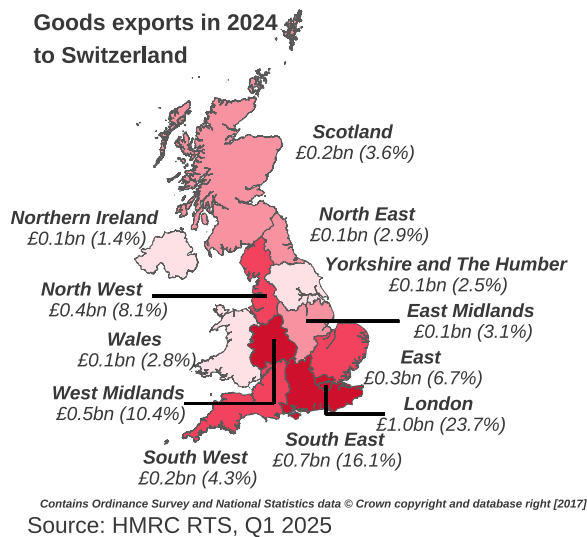 Goods exports in 2024
to Switzerland
Scotland
£0.2bn (3.6%)
Northern Ireland
£0.1bn (1.4%)
North East
£0.1bn (2.9%)
Yorkshire and The Humber
£0.1bn (2.5%)
North West
£0.4bn (8.1%)
East Midlands
£0.1bn (3.1%)
Wales
£0.1bn (2.8%)
East
£0.3bn (6.7%)
West Midlands
£0.5bn (10.4%)
London
£1.0bn (23.7%)
South East
£0.7bn (16.1%)
South West
£0.2bn (4.3%)
Contains Ordinance Survey and National Statistics data © Crown copyright and database right [2017]
Source: HMRC RTS, Q1 2025